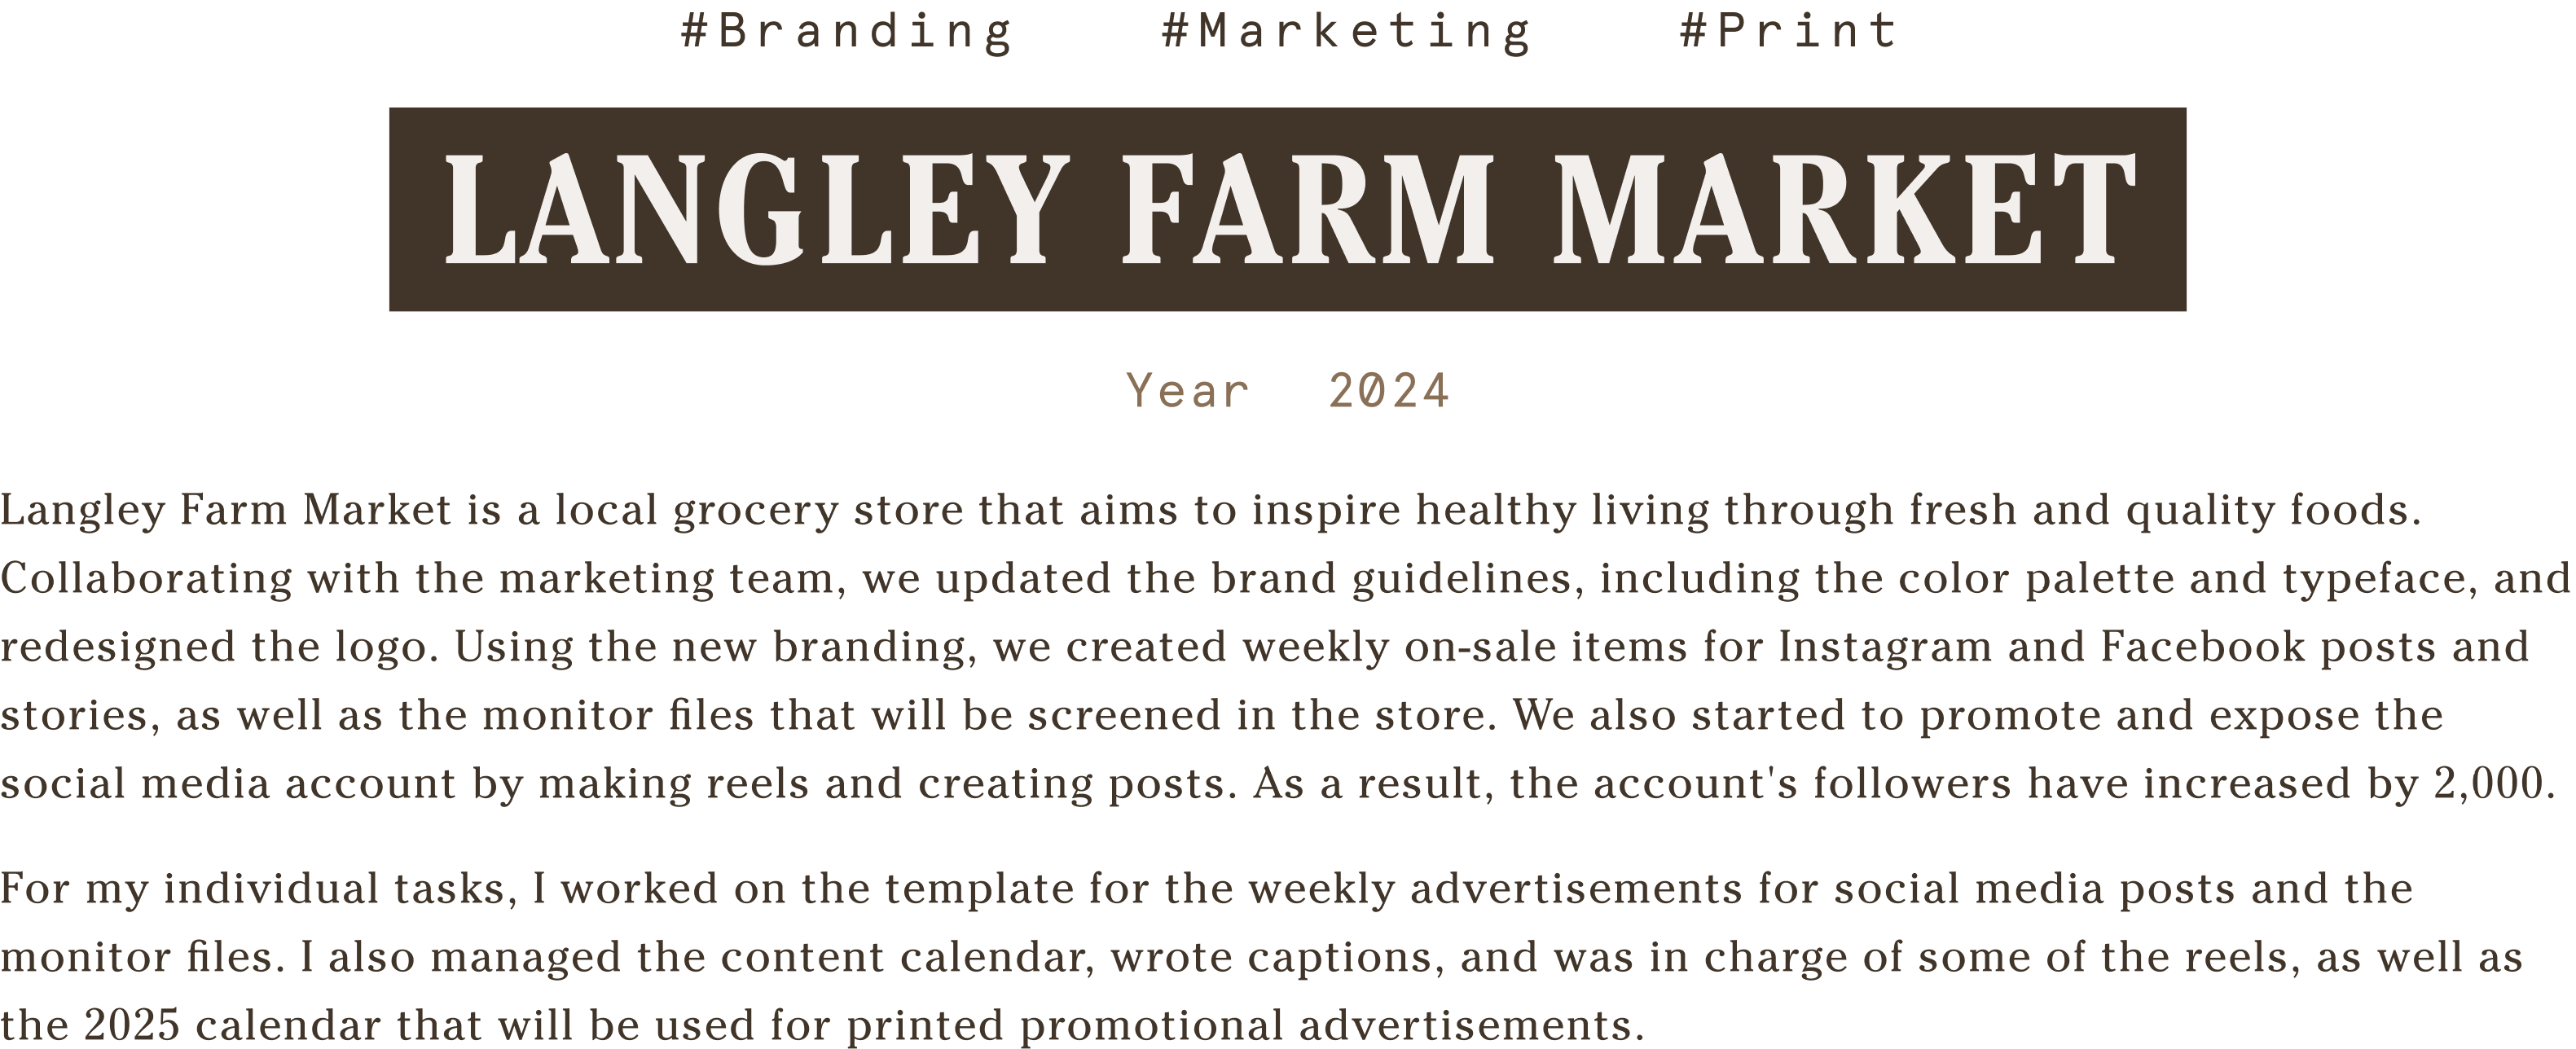 #Branding #Marketing #Print
LANGLEY FARM MARKET
Year 2024
Langley Farm Market is a local grocery store that aims to inspire healthy living through fresh and quality foods.
Collaborating with the marketing team, we updated the brand guidelines, including the color palette and typeface, and
redesigned the logo. Using the new branding, we created weekly on-sale items for Instagram and Facebook posts and
stories, as well as the monitor files that will be screened in the store. We also started to promote and expose the
social media account by making reels and creating posts. As a result, the account's followers have increased by 2,000.
For my individual tasks, I worked on the template for the weekly advertisements for social media posts and the
monitor files. I also managed the content calendar, wrote captions, and was in charge of some of the reels, as well as
the 2025 calendar that will be used for printed promotional advertisements.